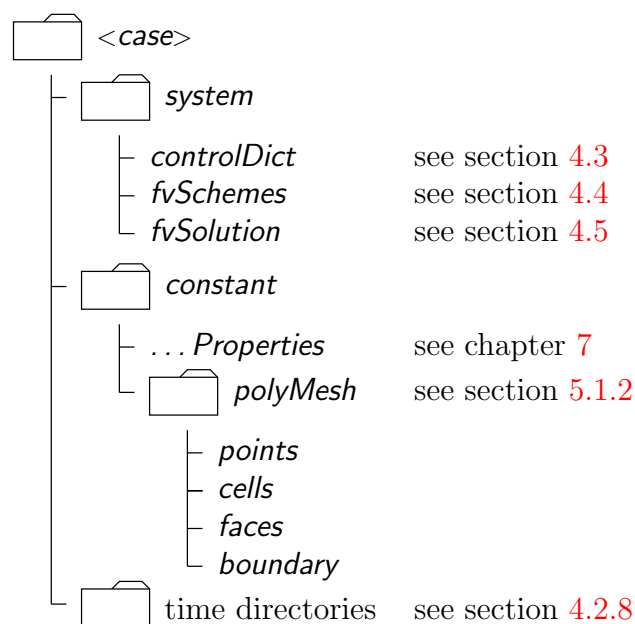 <case>
system
controlDict see section 4.3
fvSchemes see section 4.4
fvSolution see section 4.5
constant
...Properties see chapter 7
polyMesh see section 5.1.2
points
cells
faces
boundary
time directories see section 4.2.8